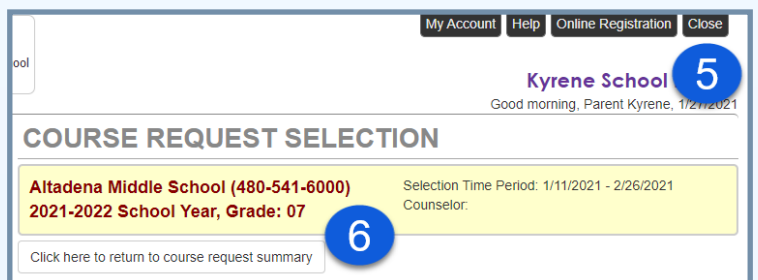 My Account Help Online Registration Close
ool
Kyrene School
5
Good morning, Parent Kyrene, 1/27/2021
COURSE REQUEST SELECTION
Altadena Middle School (480-541-6000)
Selection Time Period: 1/11/2021 - 2/26/2021
2021-2022 School Year, Grade: 07
Counselor:
6
Click here to return to course request summary